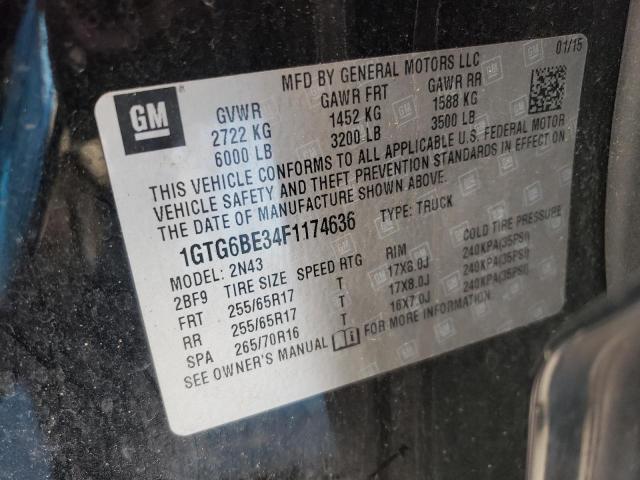 01/15
MFD BY GENERAL MOTORS LLC
GM
GVWR GAWR FRT GAWR RR
2722 KG 1452 KG 1588 KG
6000 LB 3200 LB 3500 LB
THIS VEHICLE CONFORMS TO ALL APPLICABLE U.S. FEDERAL MOTOR
VEHICLE SAFETY AND THEFT PREVENTION STANDARDS IN EFFECT ON
THE DATE OF MANUFACTURE SHOWN ABOVE.
1GTG6BE34F1174636 TYPE: TRUCK
MODEL: 2N43
2BF9 TIRE SIZE SPEED RTG RIM COLD TIRE PRESSURE
FRT 255/65R17 T 17X8.0J 240KPA(35PSI)
RR 255/65R17 T 17X8.0J 240KPA(35PSI)
SPA 265/70R16 T 16X7.0J 240KPA(35PSI)
SEE OWNER'S MANUAL FOR MORE INFORMATION